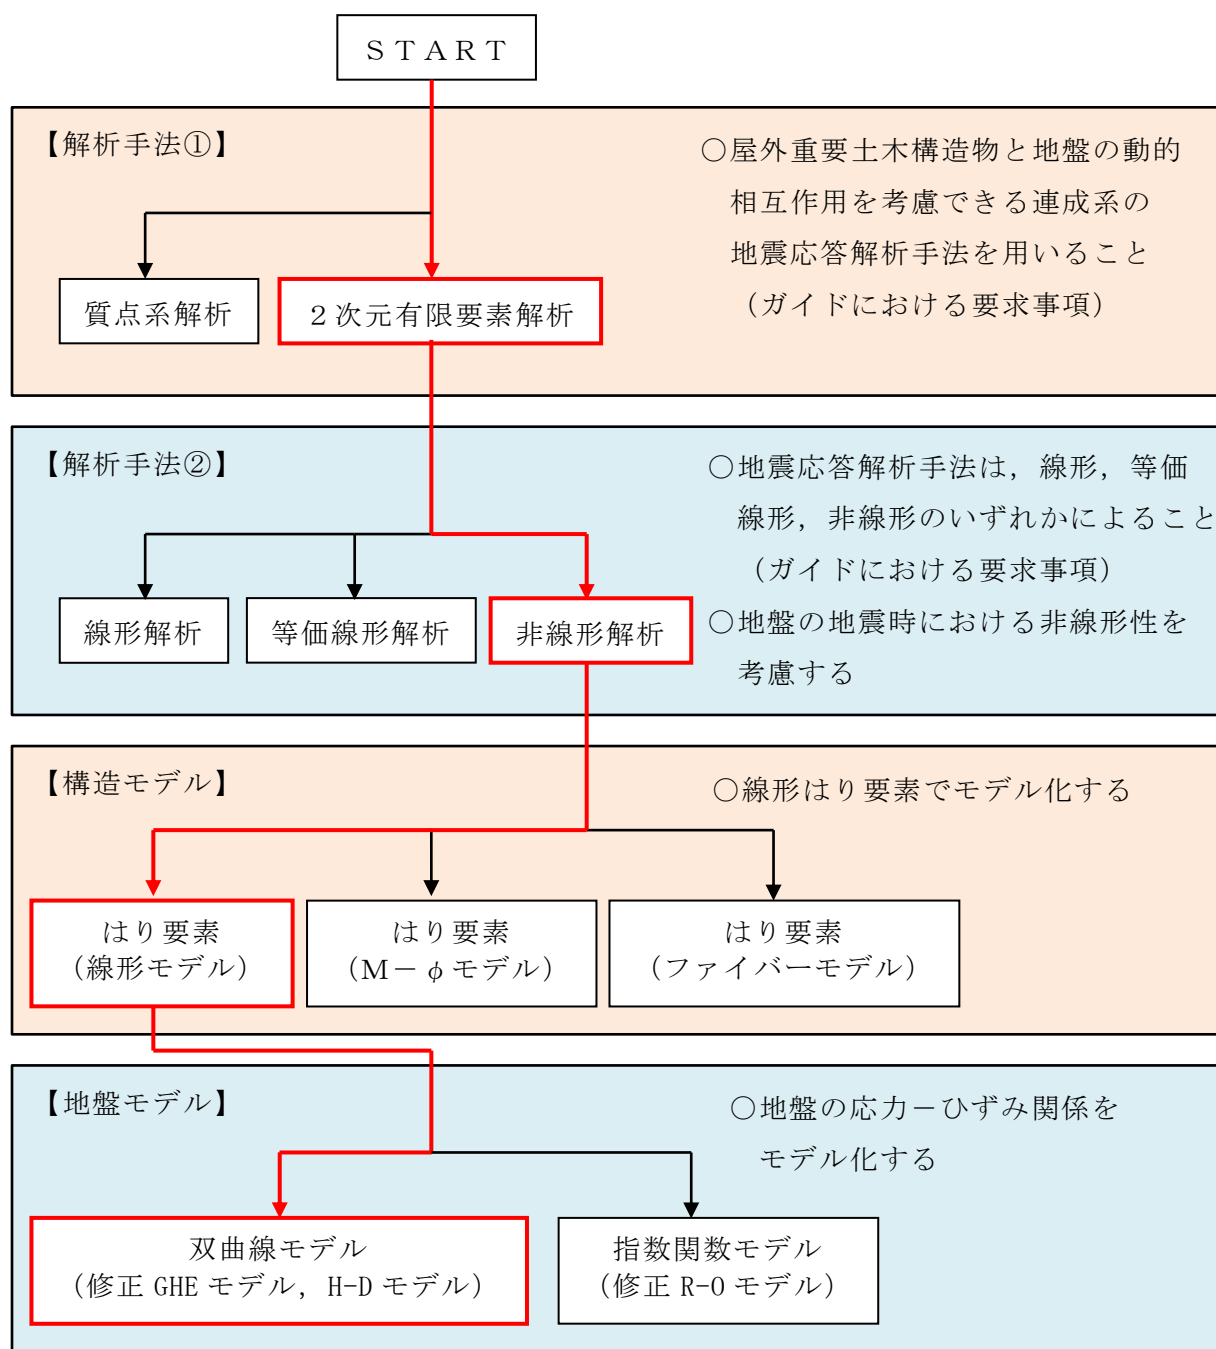 ＳＴＡＲＴ
【解析手法①】
○屋外重要土木構造物と地盤の動的
相互作用を考慮できる連成系の
地震応答解析手法を用いること
（ガイドにおける要求事項）
質点系解析
２次元有限要素解析
【解析手法②】
○地震応答解析手法は，線形，等価
線形，非線形のいずれかによること
（ガイドにおける要求事項）
○地盤の地震時における非線形性を
考慮する
線形解析
等価線形解析
非線形解析
【構造モデル】
○線形はり要素でモデル化する
はり要素
（線形モデル）
はり要素
（Ｍ－φモデル）
はり要素
（ファイバーモデル）
【地盤モデル】
○地盤の応力－ひずみ関係を
モデル化する
双曲線モデル
（修正 GHE モデル，H-D モデル）
指数関数モデル
（修正 R-O モデル）